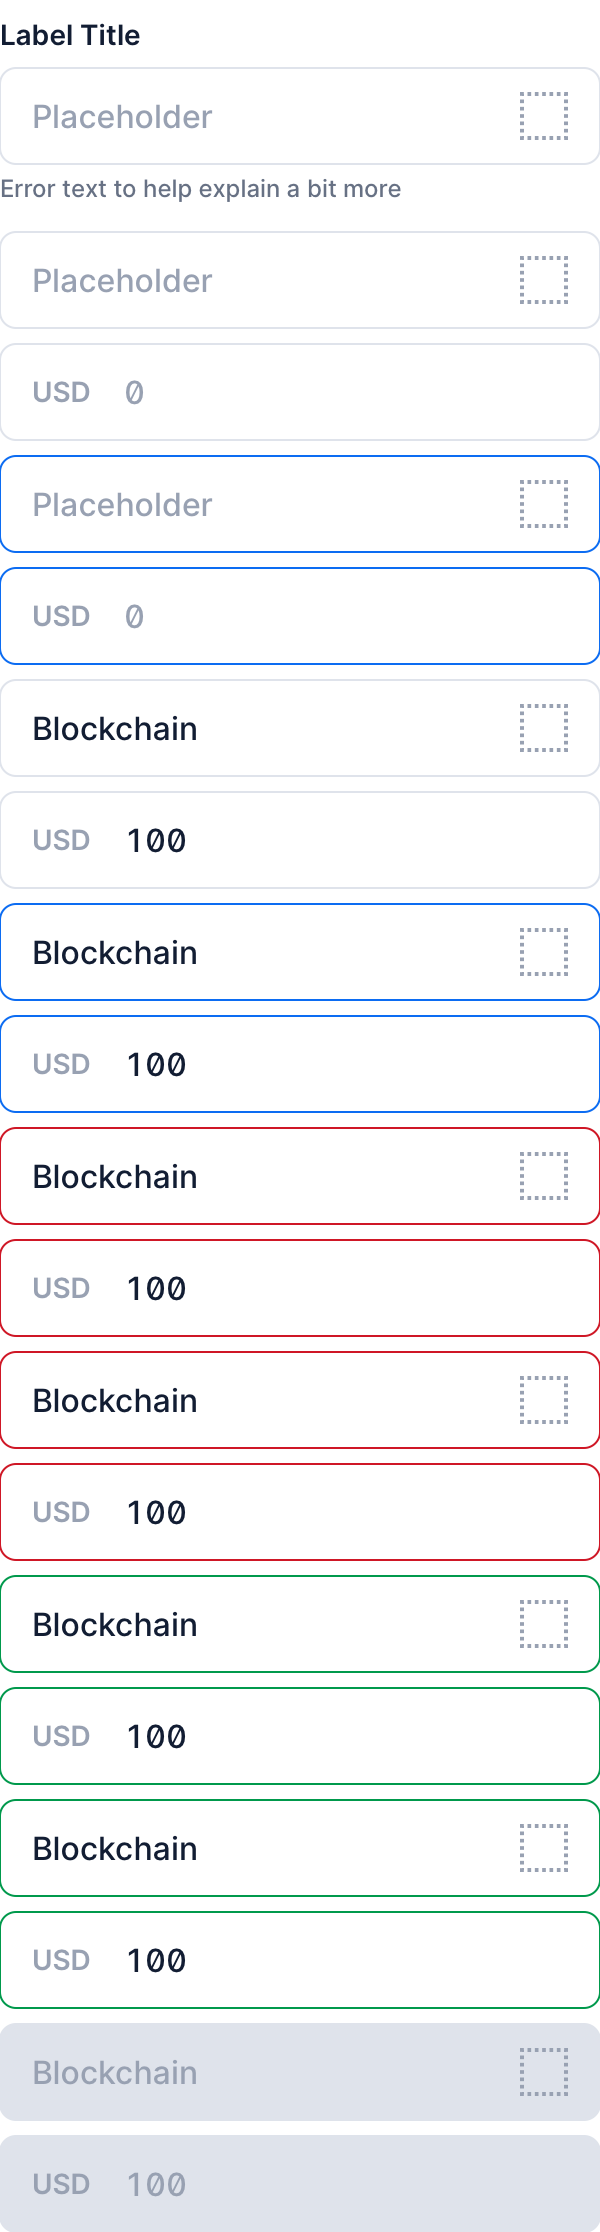 Label Title
Placeholder
Error text to help explain a bit more
Placeholder
USD 0
Placeholder
USD 0
Blockchain
USD 100
Blockchain
USD 100
Blockchain
USD 100
Blockchain
USD 100
Blockchain
USD 100
Blockchain
USD 100
Blockchain
USD 100